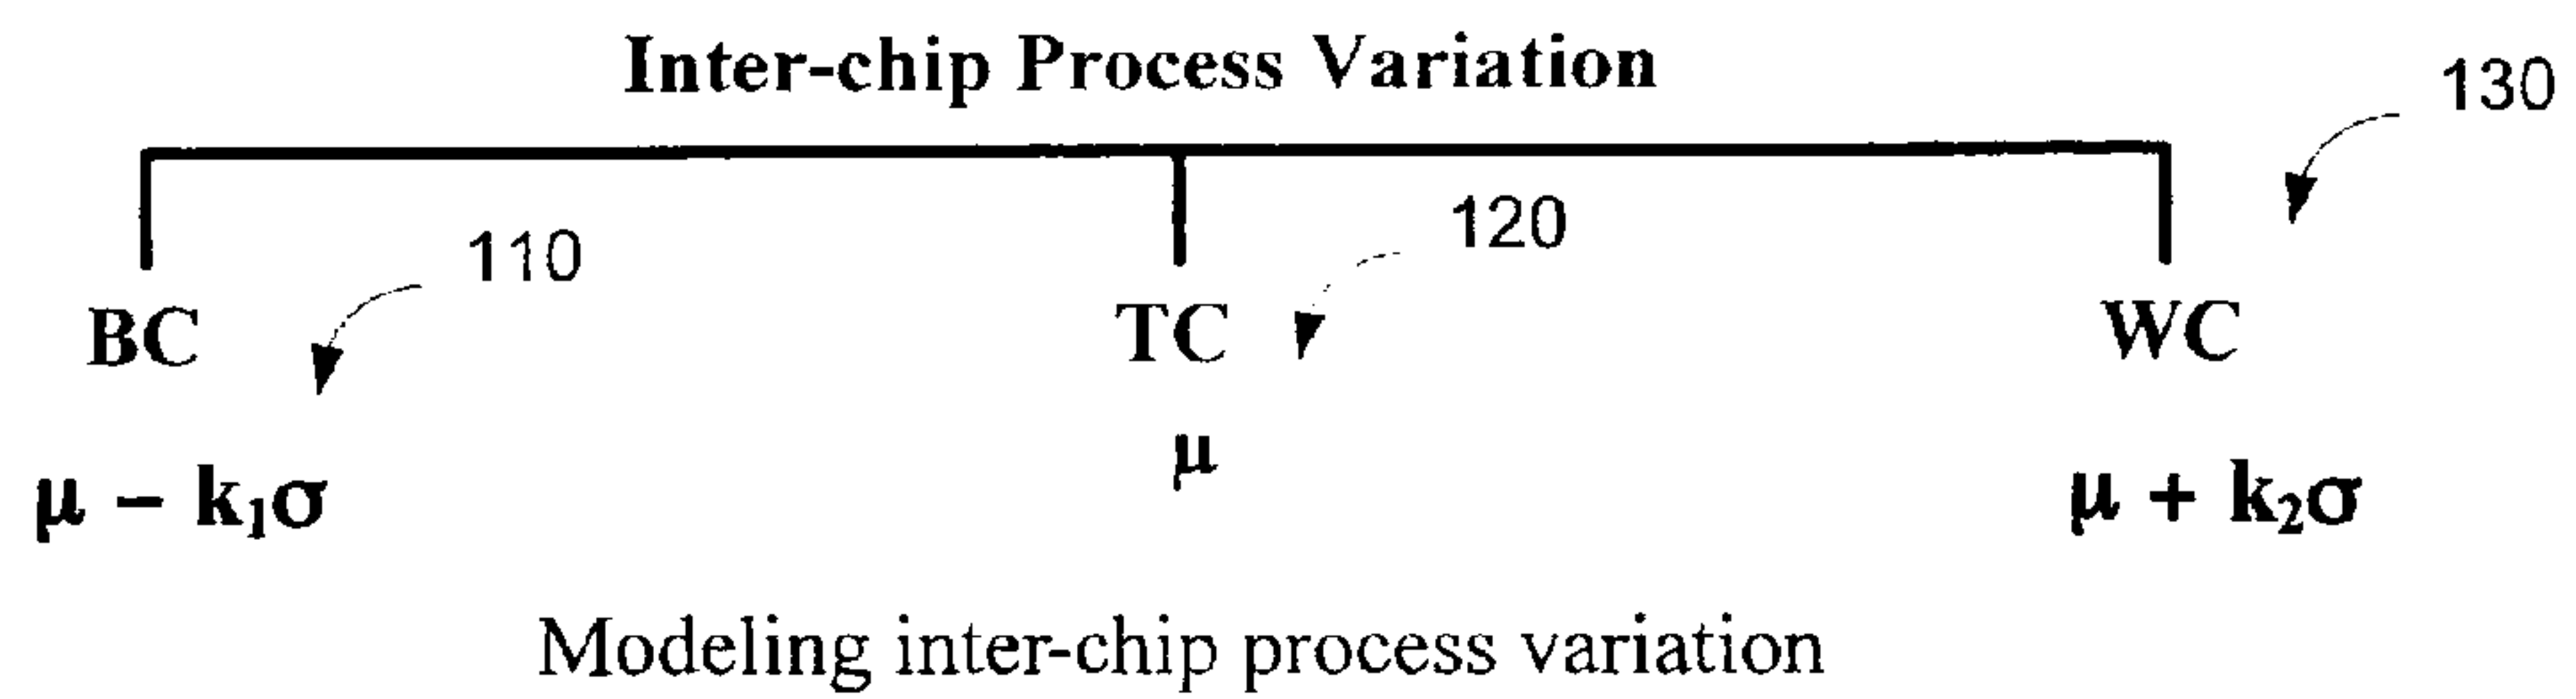 Inter-chip Process Variation
130
110
120
BC
TC
WC
μ – k₁σ
μ
μ + k₂σ
Modeling inter-chip process variation